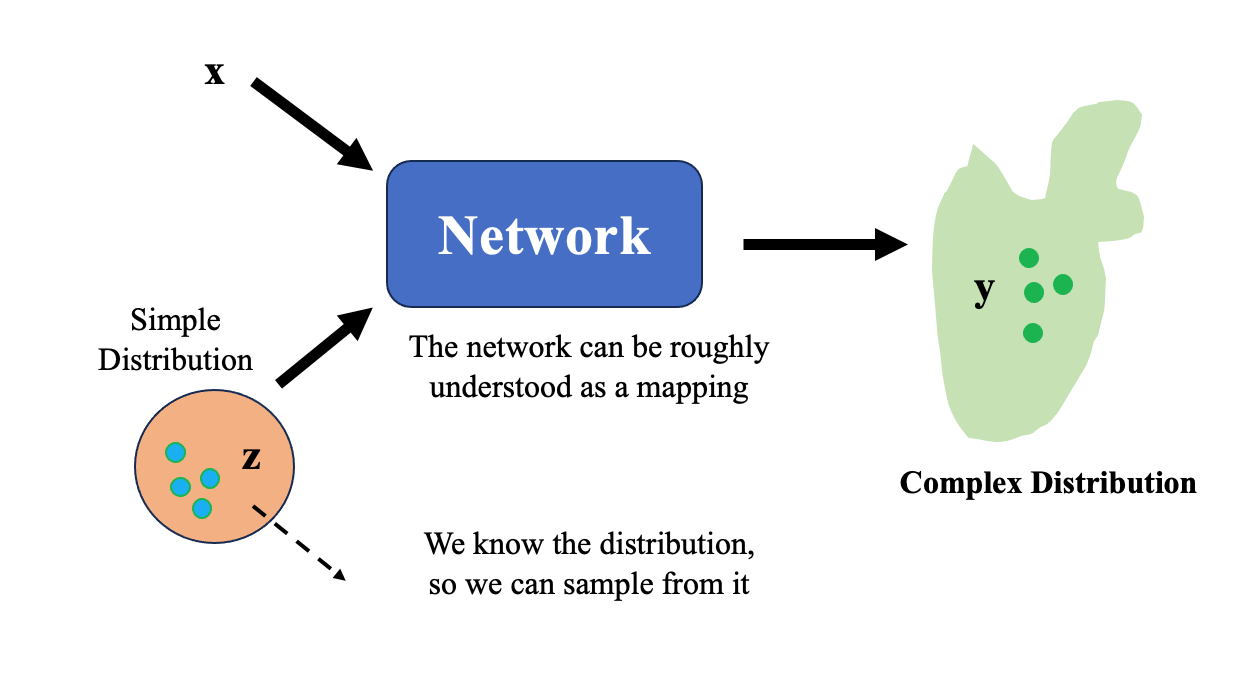 x
Network
Simple
Distribution
The network can be roughly
understood as a mapping
z
y
We know the distribution,
so we can sample from it
Complex Distribution